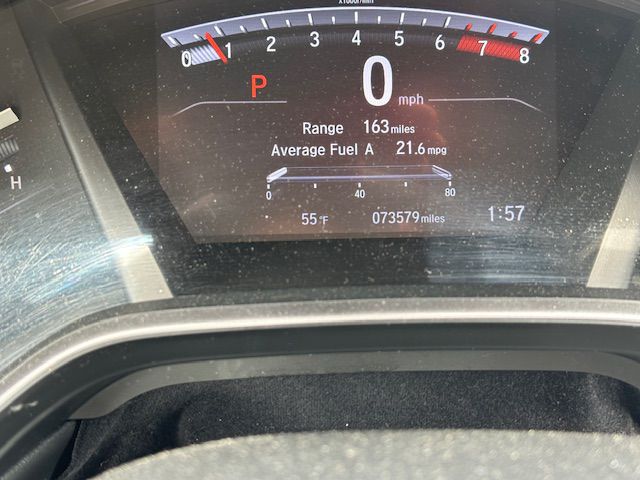 x1000r/min
0 1 2 3 4 5 6 7 8
P 0 mph
Range 163 miles
Average Fuel A 21.6 mpg
0 40 80
H
55°F 073579 miles 1:57